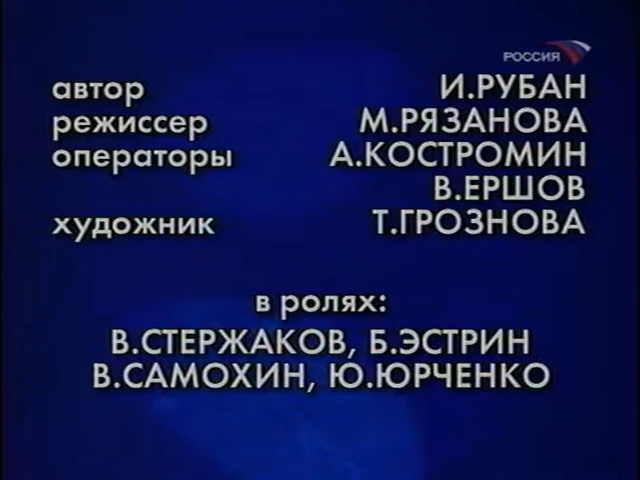 РОССИЯ
автор И.РУБАН
режиссер М.РЯЗАНОВА
операторы А.КОСТРОМИН
В.ЕРШОВ
художник Т.ГРОЗНОВА
в ролях:
В.СТЕРЖАКОВ, Б.ЭСТРИН
В.САМОХИН, Ю.ЮРЧЕНКО